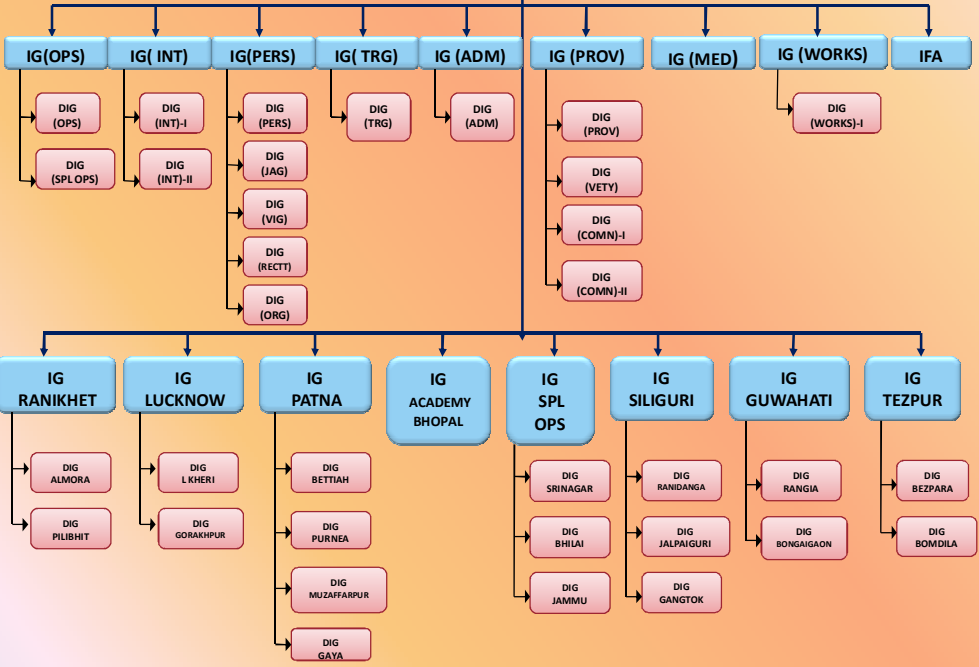 IG(OPS)
IG( INT)
IG(PERS)
IG( TRG)
IG (ADM)
IG (PROV)
IG (MED)
IG (WORKS)
IFA
DIG
(OPS)
DIG
(SPL OPS)
DIG
(INT)-I
DIG
(INT)-II
DIG
(PERS)
DIG
(JAG)
DIG
(VIG)
DIG
(RECTT)
DIG
(ORG)
DIG
(TRG)
DIG
(ADM)
DIG
(PROV)
DIG
(VETY)
DIG
(COMN)-I
DIG
(COMN)-II
DIG
(WORKS)-I
IG
RANIKHET
IG
LUCKNOW
IG
PATNA
IG
ACADEMY
BHOPAL
IG
SPL
OPS
IG
SILIGURI
IG
GUWAHATI
IG
TEZPUR
DIG
ALMORA
DIG
PILIBHIT
DIG
L KHERI
DIG
GORAKHPUR
DIG
BETTIAH
DIG
PURNEA
DIG
MUZAFFARPUR
DIG
GAYA
DIG
SRINAGAR
DIG
BHILAI
DIG
JAMMU
DIG
RANIDANGA
DIG
JALPAIGURI
DIG
GANGTOK
DIG
RANGIA
DIG
BONGAIGAON
DIG
BEZPARA
DIG
BOMDILA